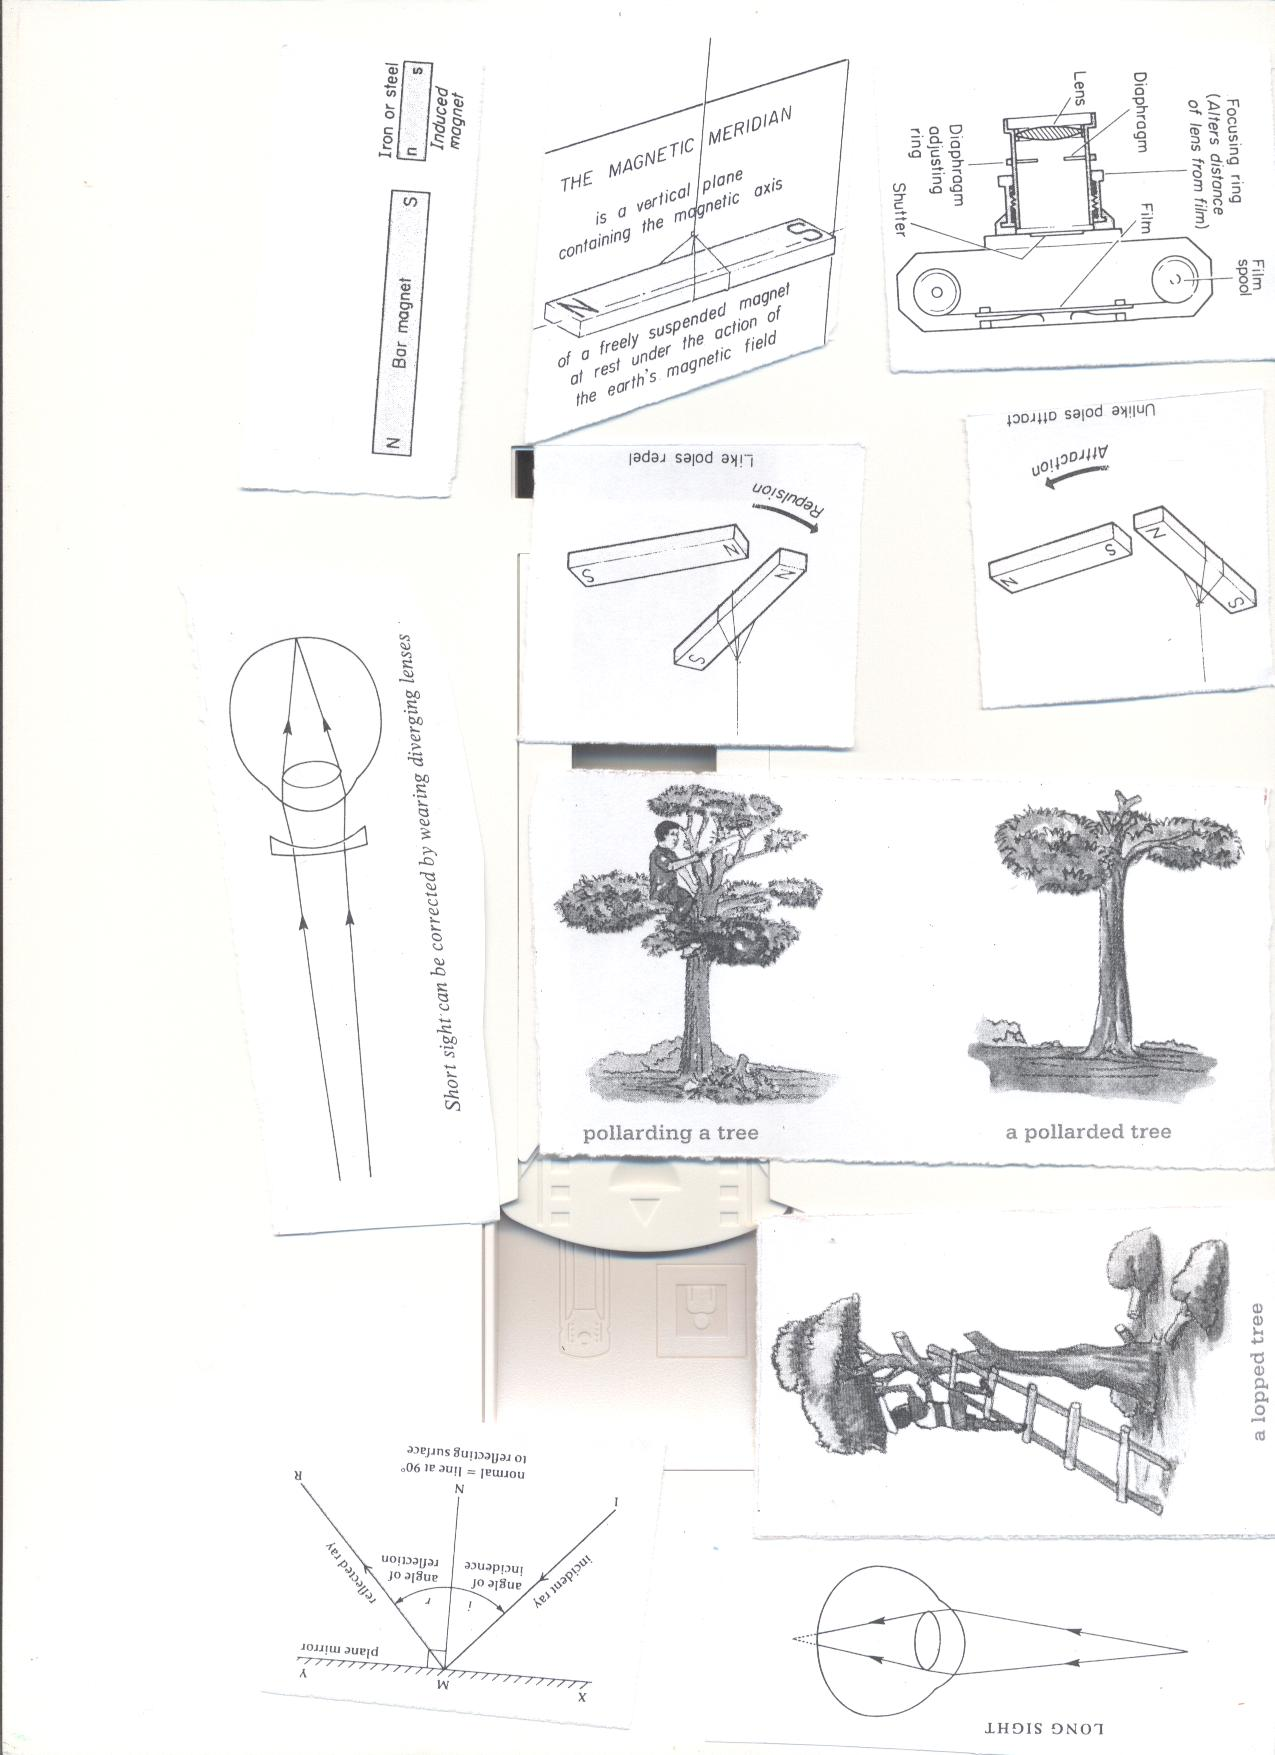 Iron or steel
n s
Induced
magnet
N Bar magnet S
THE MAGNETIC MERIDIAN
is a vertical plane
containing the magnetic axis
N S
of a freely suspended magnet
at rest under the action of
the earth's magnetic field
Focusing ring
(Alters distance
of lens from film)
Diaphragm
Lens
Diaphragm
adjusting
ring
Shutter
Film
Film
spool
Like poles repel
Repulsion
N
S
N
S
Unlike poles attract
Attraction
N
S
S
N
Short sight can be corrected by wearing diverging lenses
pollarding a tree
a pollarded tree
a lopped tree
X
M
Y
plane mirror
i
r
incident ray
angle of
incidence
angle of
reflection
reflected ray
I
N
R
normal = line at 90°
to reflecting surface
LONG SIGHT